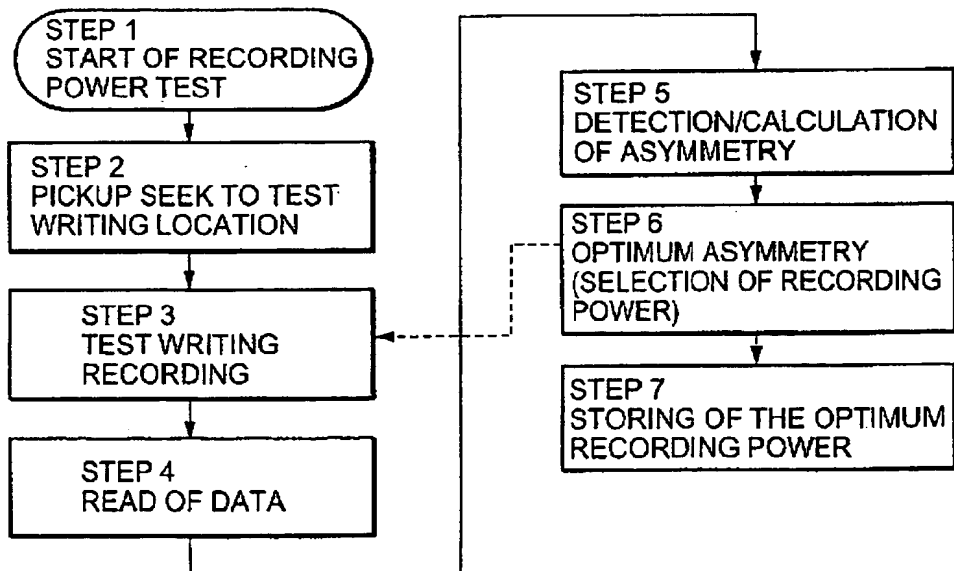 STEP 1
START OF RECORDING
POWER TEST
STEP 2
PICKUP SEEK TO TEST
WRITING LOCATION
STEP 3
TEST WRITING
RECORDING
STEP 4
READ OF DATA
STEP 5
DETECTION/CALCULATION
OF ASYMMETRY
STEP 6
OPTIMUM ASYMMETRY
(SELECTION OF RECORDING
POWER)
STEP 7
STORING OF THE OPTIMUM
RECORDING POWER